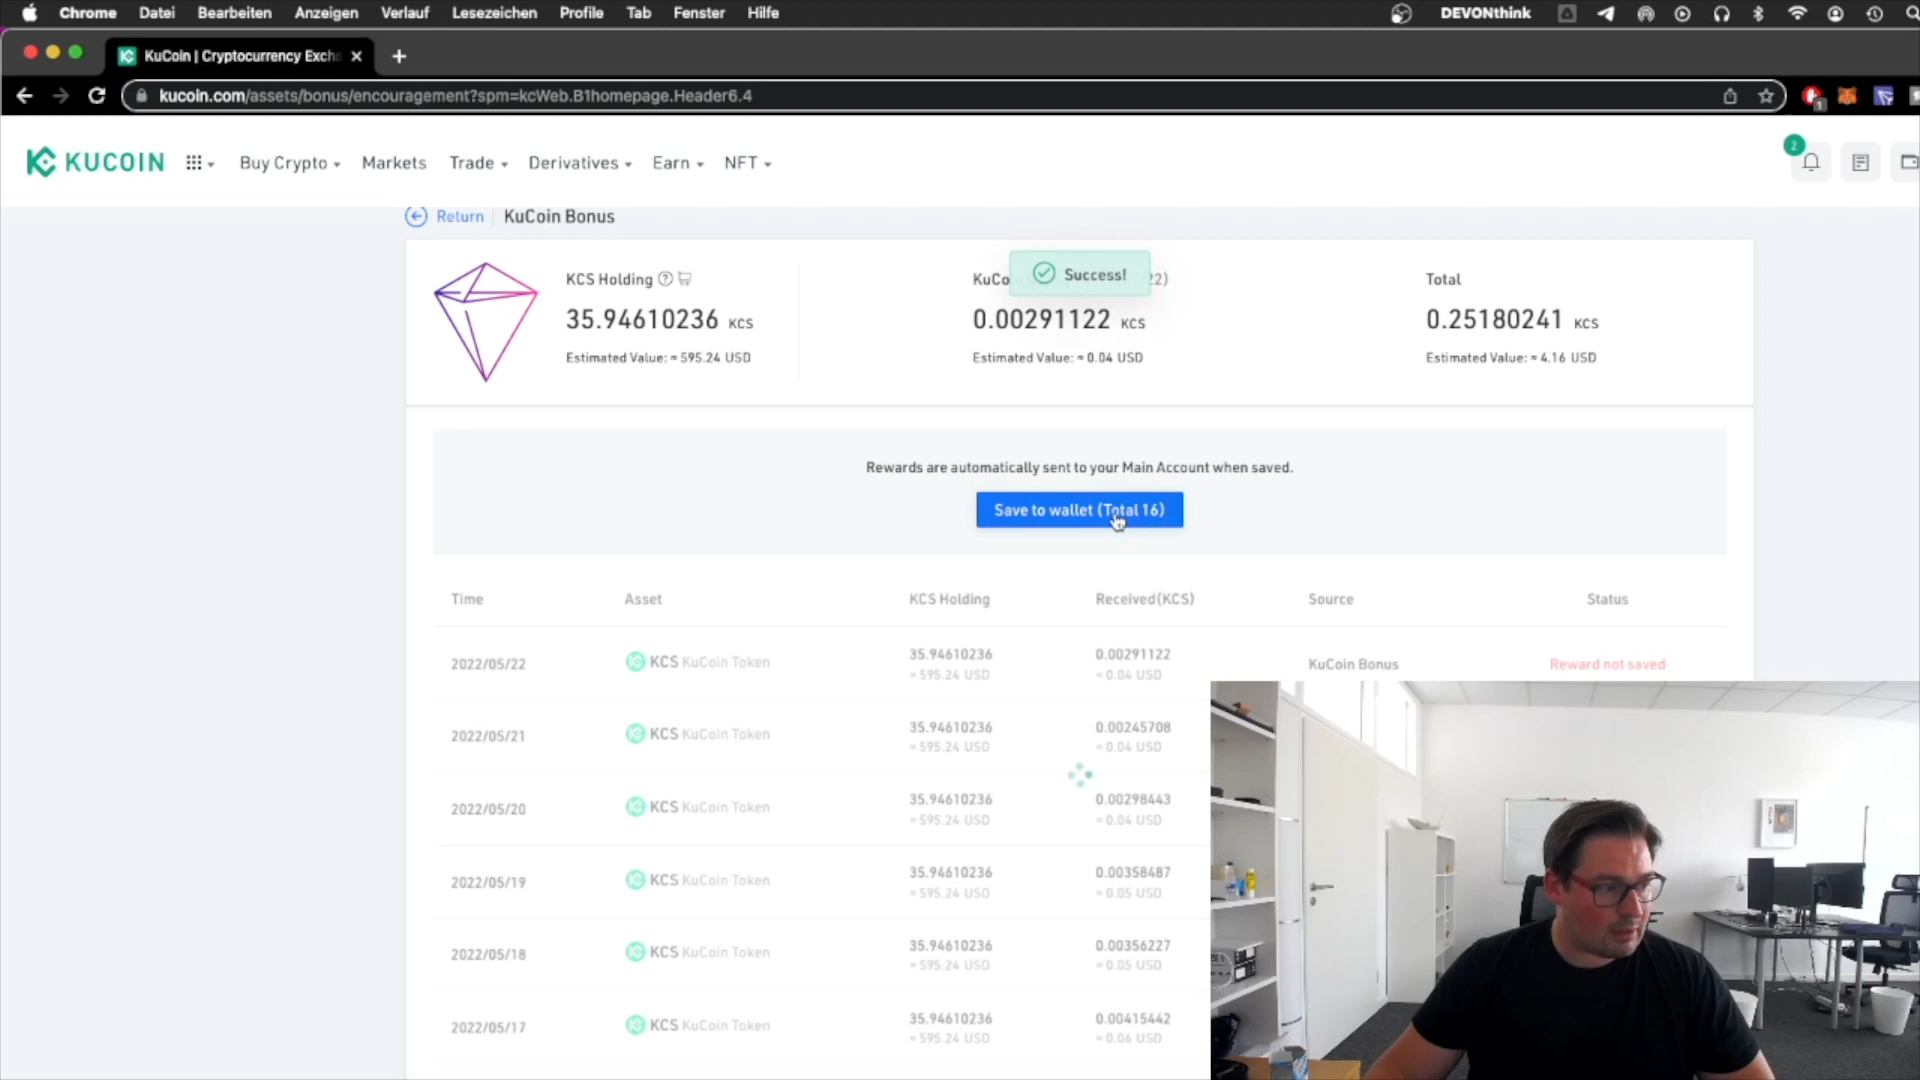 Chrome Datei Bearbeiten Anzeigen Verlauf Lesezeichen Profile Tab Fenster Hilfe DEVONthink
KuCoin | Cryptocurrency Exch
kucoin.com/assets/bonus/encouragement?spm=kcWeb.B1homepage.Header6.4
1
KUCOIN Buy Crypto Markets Trade Derivatives Earn NFT
2
Return KuCoin Bonus
KCS Holding KuCo 22) Total
Success!
35.94610236 KCS 0.00291122 KCS 0.25180241 KCS
Estimated Value: ≈ 595.24 USD Estimated Value: ≈ 0.04 USD Estimated Value: ≈ 4.16 USD
Rewards are automatically sent to your Main Account when saved.
Save to wallet (Total 16)
Time Asset KCS Holding Received(KCS) Source Status
2022/05/22 KCS KuCoin Token 35.94610236 0.00291122 KuCoin Bonus Reward not saved
≈ 595.24 USD ≈ 0.04 USD
2022/05/21 KCS KuCoin Token 35.94610236 0.00245708
≈ 595.24 USD ≈ 0.04 USD
2022/05/20 KCS KuCoin Token 35.94610236 0.00298443
≈ 595.24 USD ≈ 0.04 USD
2022/05/19 KCS KuCoin Token 35.94610236 0.00358487
≈ 595.24 USD ≈ 0.05 USD
2022/05/18 KCS KuCoin Token 35.94610236 0.00356227
≈ 595.24 USD ≈ 0.05 USD
2022/05/17 KCS KuCoin Token 35.94610236 0.00415442
≈ 595.24 USD ≈ 0.06 USD